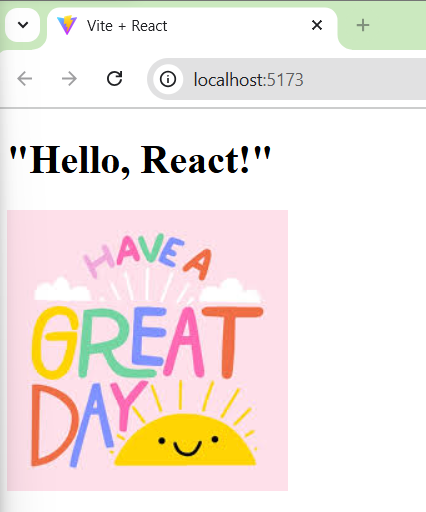 Vite + React
localhost:5173
"Hello, React!"
HAVE A
GREAT
DAY